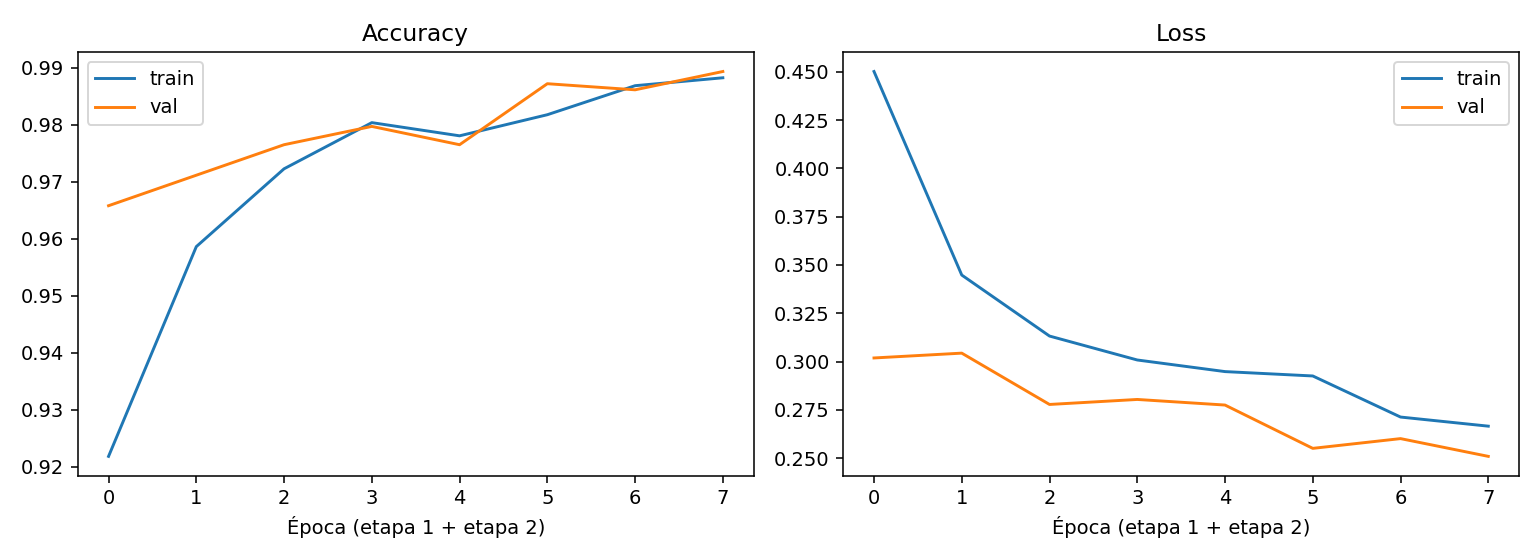 Accuracy
0.99
0.98
0.97
0.96
0.95
0.94
0.93
0.92
train
val
0 1 2 3 4 5 6 7
Época (etapa 1 + etapa 2)
Loss
0.450
0.425
0.400
0.375
0.350
0.325
0.300
0.275
0.250
train
val
0 1 2 3 4 5 6 7
Época (etapa 1 + etapa 2)